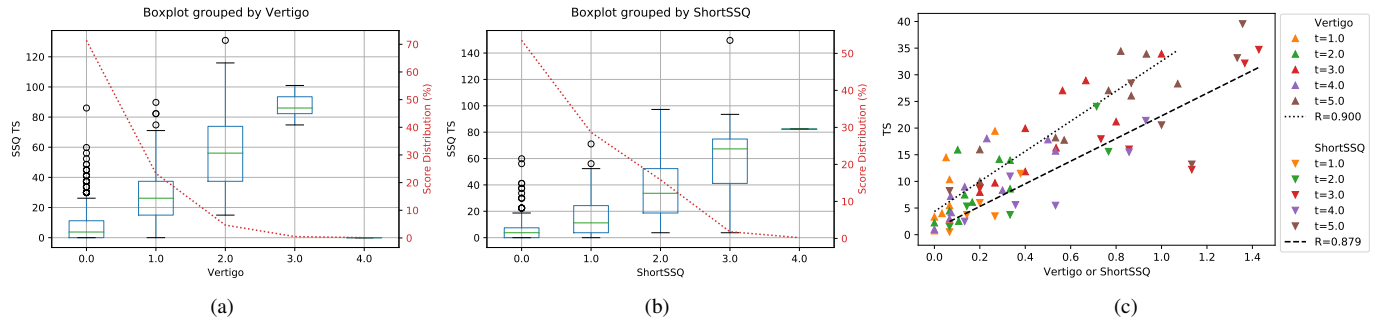 Boxplot grouped by Vertigo
SSQ TS
120
100
80
60
40
20
0
0.0 1.0 2.0 3.0 4.0
Vertigo
70
60
50
40
30
20
10
0
Score Distribution (%)
(a)
Boxplot grouped by ShortSSQ
SSQ TS
140
120
100
80
60
40
20
0
0.0 1.0 2.0 3.0 4.0
ShortSSQ
50
40
30
20
10
0
Score Distribution (%)
(b)
TS
40
35
30
25
20
15
10
5
0
0.0 0.2 0.4 0.6 0.8 1.0 1.2 1.4
Vertigo or ShortSSQ
Vertigo
t=1.0
t=2.0
t=3.0
t=4.0
t=5.0
R=0.900
ShortSSQ
t=1.0
t=2.0
t=3.0
t=4.0
t=5.0
R=0.879
(c)